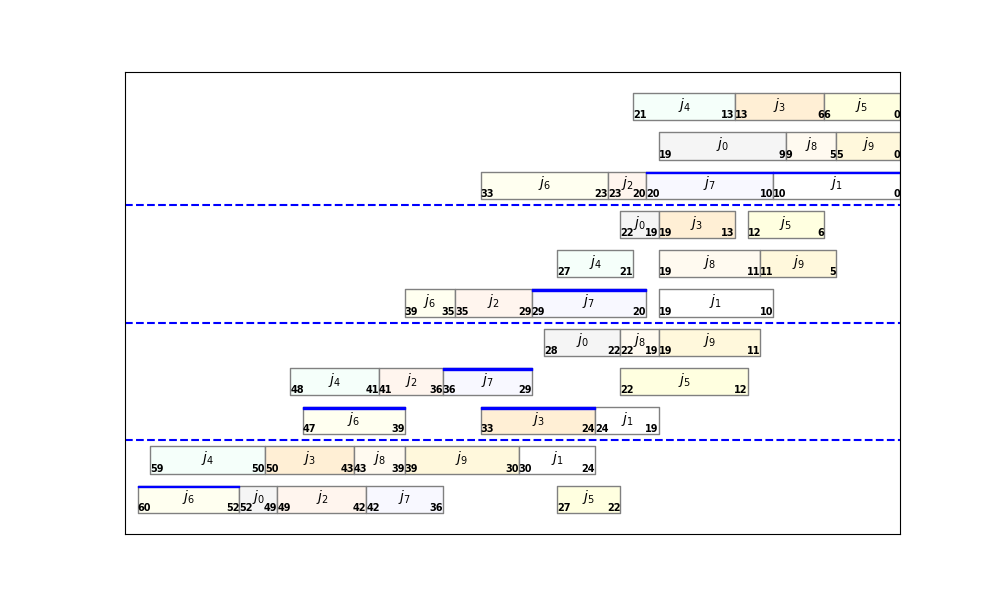 21 j4 13 13 j3 6 6 j5 0
19 j0 9 9 j8 5 5 j9 0
33 j6 23 23 j2 20 20 j7 10 10 j1 0
22 j0 19 19 j3 13 12 j5 6
27 j4 21 19 j8 11 11 j9 5
39 j6 35 35 j2 29 29 j7 20 19 j1 10
28 j0 22 22 j8 19 19 j9 11
48 j4 41 41 j2 36 36 j7 29 22 j5 12
47 j6 39 33 j3 24 24 j1 19
59 j4 50 50 j3 43 43 j8 39 39 j9 30 30 j1 24
60 j6 52 52 j0 49 49 j2 42 42 j7 36 27 j5 22